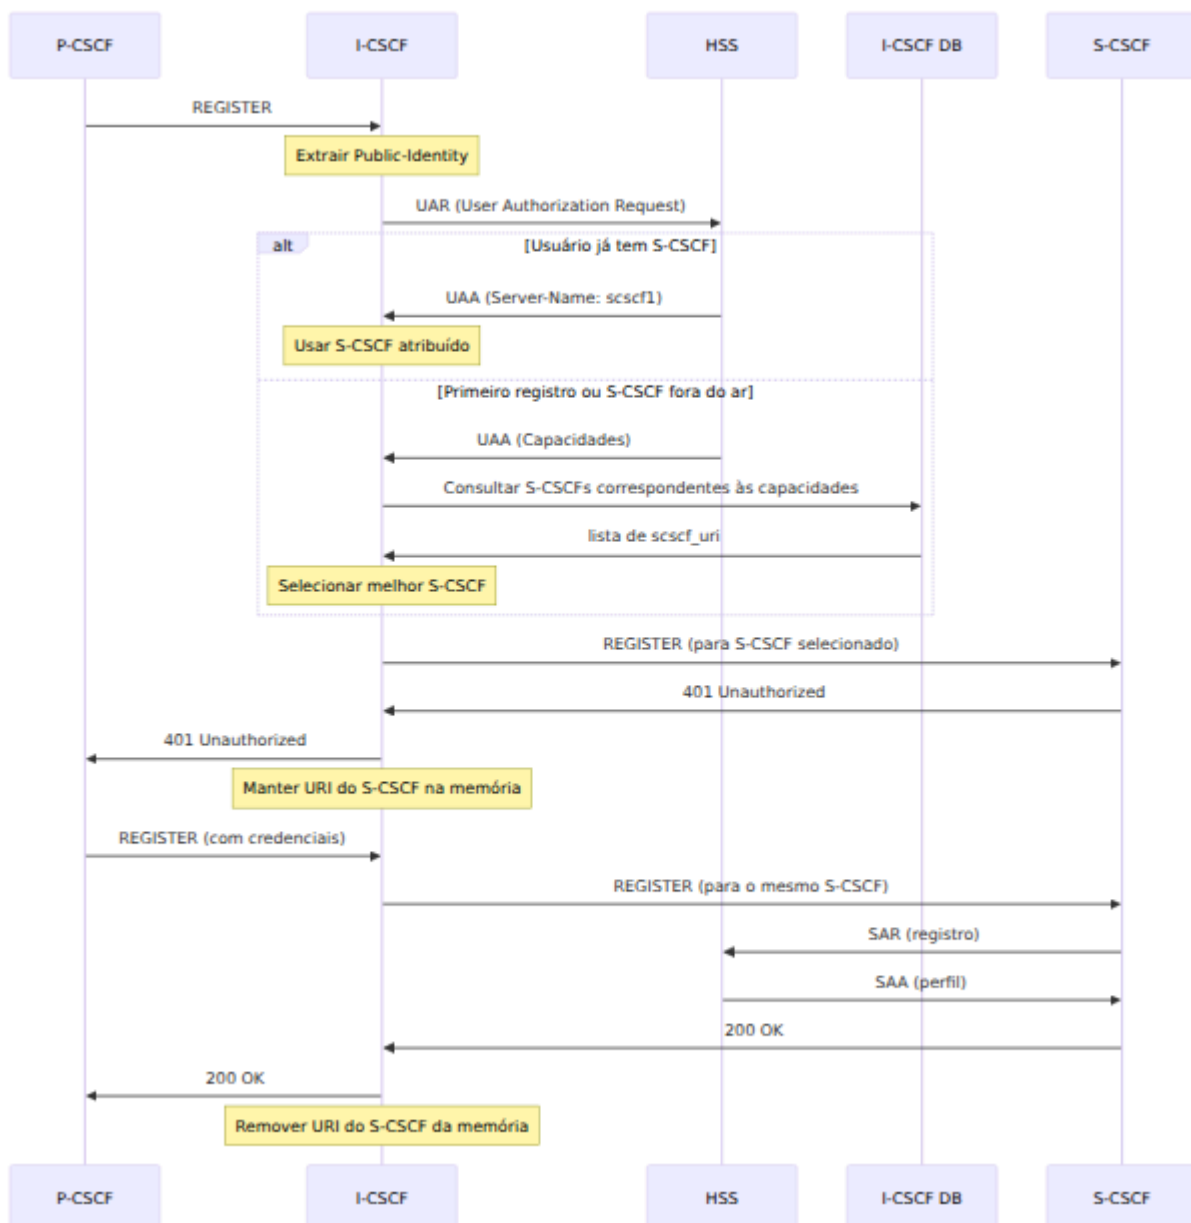 P-CSCF
I-CSCF
HSS
I-CSCF DB
S-CSCF
REGISTER
Extrair Public-Identity
UAR (User Authorization Request)
alt
[Usuário já tem S-CSCF]
UAA (Server-Name: scscf1)
Usar S-CSCF atribuído
[Primeiro registro ou S-CSCF fora do ar]
UAA (Capacidades)
Consultar S-CSCFs correspondentes às capacidades
lista de scscf_uri
Selecionar melhor S-CSCF
REGISTER (para S-CSCF selecionado)
401 Unauthorized
401 Unauthorized
Manter URI do S-CSCF na memória
REGISTER (com credenciais)
REGISTER (para o mesmo S-CSCF)
SAR (registro)
SAA (perfil)
200 OK
200 OK
Remover URI do S-CSCF da memória
P-CSCF
I-CSCF
HSS
I-CSCF DB
S-CSCF